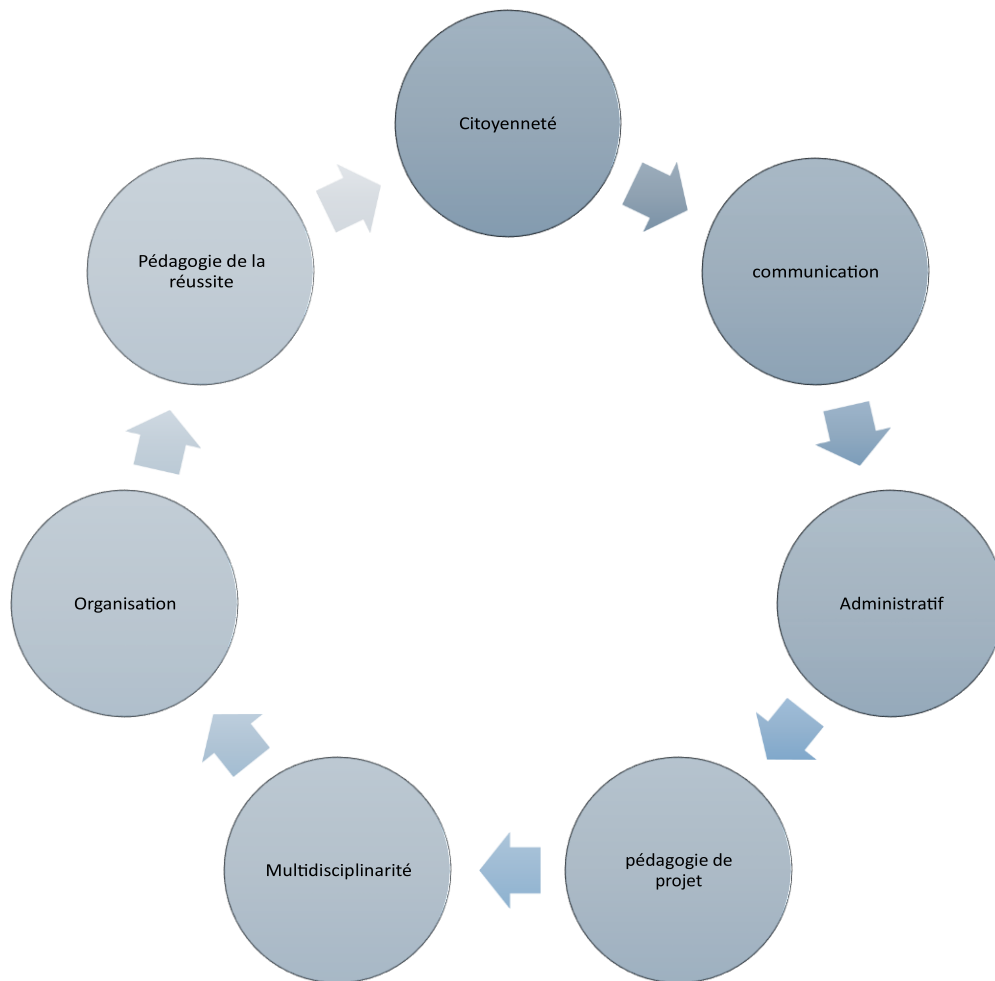 Citoyenneté
communication
Administratif
pédagogie de
projet
Multidisciplinarité
Organisation
Pédagogie de la
réussite